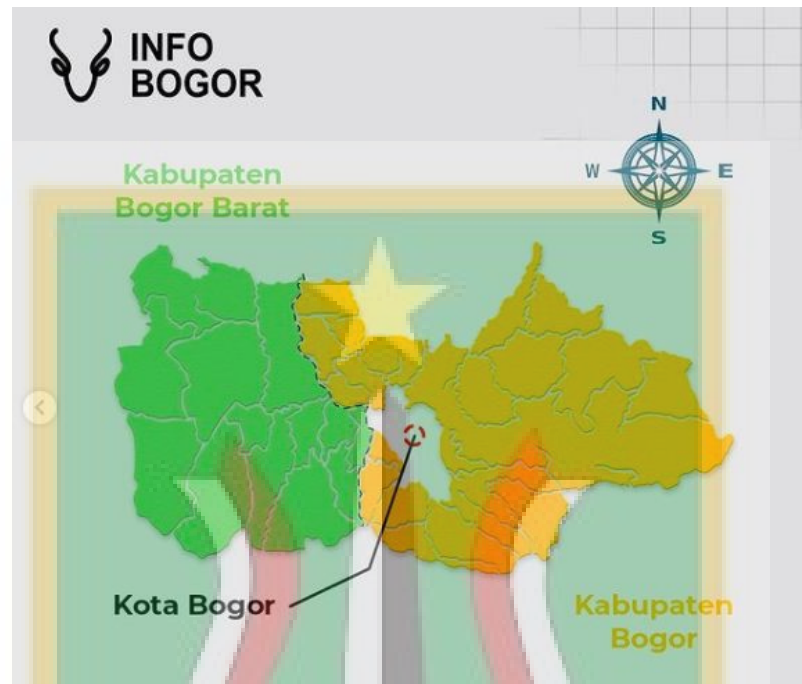 INFO
BOGOR
N
W
E
S
Kabupaten
Bogor Barat
Kota Bogor
Kabupaten
Bogor